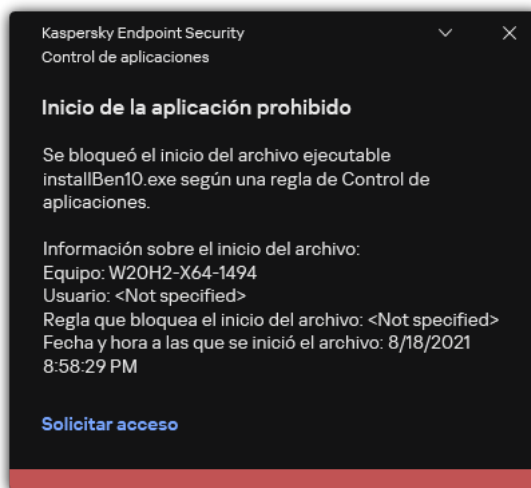 Kaspersky Endpoint Security
Control de aplicaciones
Inicio de la aplicación prohibido
Se bloqueó el inicio del archivo ejecutable
installBen10.exe según una regla de Control de
aplicaciones.
Información sobre el inicio del archivo:
Equipo: W20H2-X64-1494
Usuario: <Not specified>
Regla que bloquea el inicio del archivo: <Not specified>
Fecha y hora a las que se inició el archivo: 8/18/2021
8:58:29 PM
Solicitar acceso